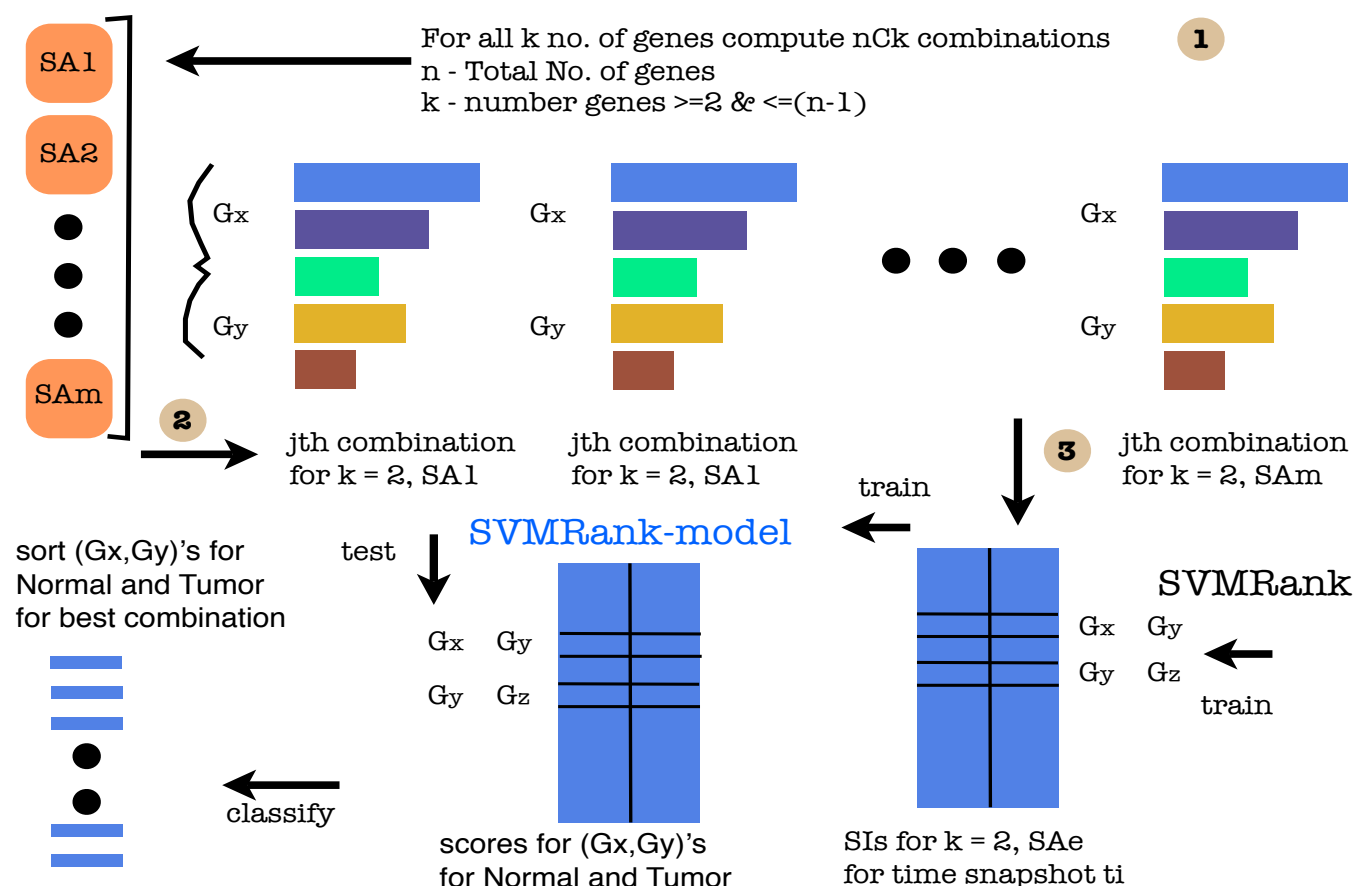 For all k no. of genes compute nCk combinations
n - Total No. of genes
k - number genes >=2 & <=(n-1)
1
SA1
SA2
SAm
Gx
Gy
Gx
Gy
Gx
Gy
2
jth combination
for k = 2, SA1
jth combination
for k = 2, SA1
jth combination
for k = 2, SAm
3
train
SVMRank-model
test
sort (Gx,Gy)'s for
Normal and Tumor
for best combination
Gx Gy
Gy Gz
SVMRank
Gx Gy
Gy Gz
train
classify
scores for (Gx,Gy)'s
for Normal and Tumor
SIs for k = 2, SAe
for time snapshot ti